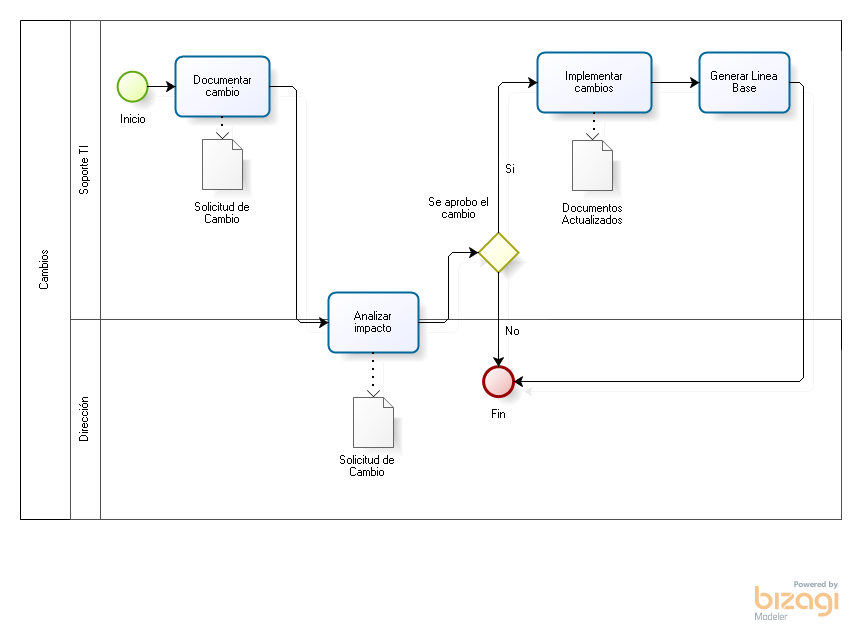 Cambios
Soporte TI
Dirección
Inicio
Documentar
cambio
Solicitud de
Cambio
Analizar
impacto
Solicitud de
Cambio
Se aprobo el
cambio
Si
No
Implementar
cambios
Documentos
Actualizados
Generar Linea
Base
Fin
Powered by
bizagi
Modeler